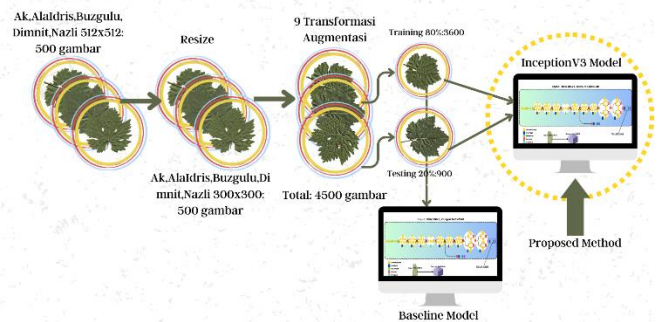 Ak,AlaIdris,Buzgulu,
Dimnit,Nazli 512x512:
500 gambar
Resize
Ak,AlaIdris,Buzgulu,Di
mnit,Nazli 300x300:
500 gambar
9 Transformasi
Augmentasi
Total: 4500 gambar
Training 80%:3600
Testing 20%:900
InceptionV3 Model
Proposed Method
Baseline Model